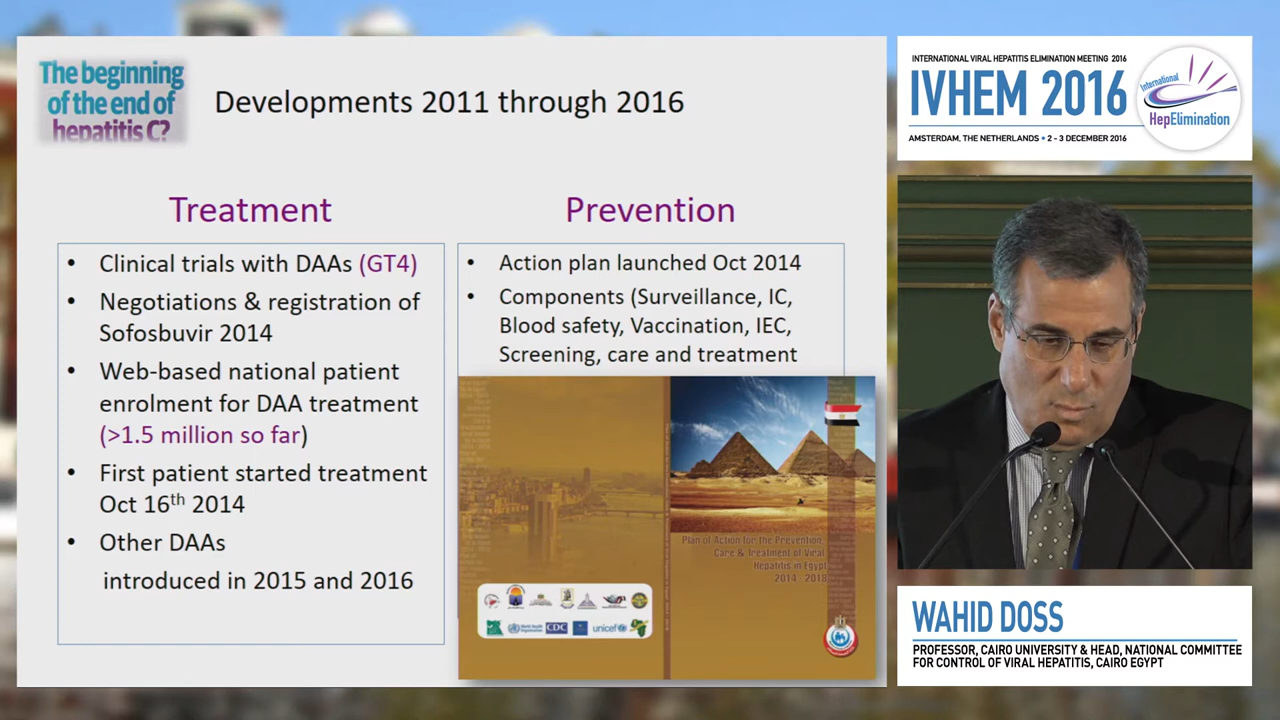 The beginning
of the end of
hepatitis C?
Developments 2011 through 2016
Treatment
• Clinical trials with DAAs (GT4)
• Negotiations & registration of
Sofosbuvir 2014
• Web-based national patient
enrolment for DAA treatment
(>1.5 million so far)
• First patient started treatment
Oct 16th 2014
• Other DAAs
introduced in 2015 and 2016
Prevention
• Action plan launched Oct 2014
• Components (Surveillance, IC,
Blood safety, Vaccination, IEC,
Screening, care and treatment
Plan of Action for the Prevention,
Care & Treatment of Viral
Hepatitis in Egypt
2014 - 2018
World Health
Organization
CDC
unicef
INTERNATIONAL VIRAL HEPATITIS ELIMINATION MEETING 2016
IVHEM 2016
AMSTERDAM, THE NETHERLANDS • 2 - 3 DECEMBER 2016
International
HepElimination
WAHID DOSS
PROFESSOR, CAIRO UNIVERSITY & HEAD, NATIONAL COMMITTEE
FOR CONTROL OF VIRAL HEPATITIS, CAIRO EGYPT